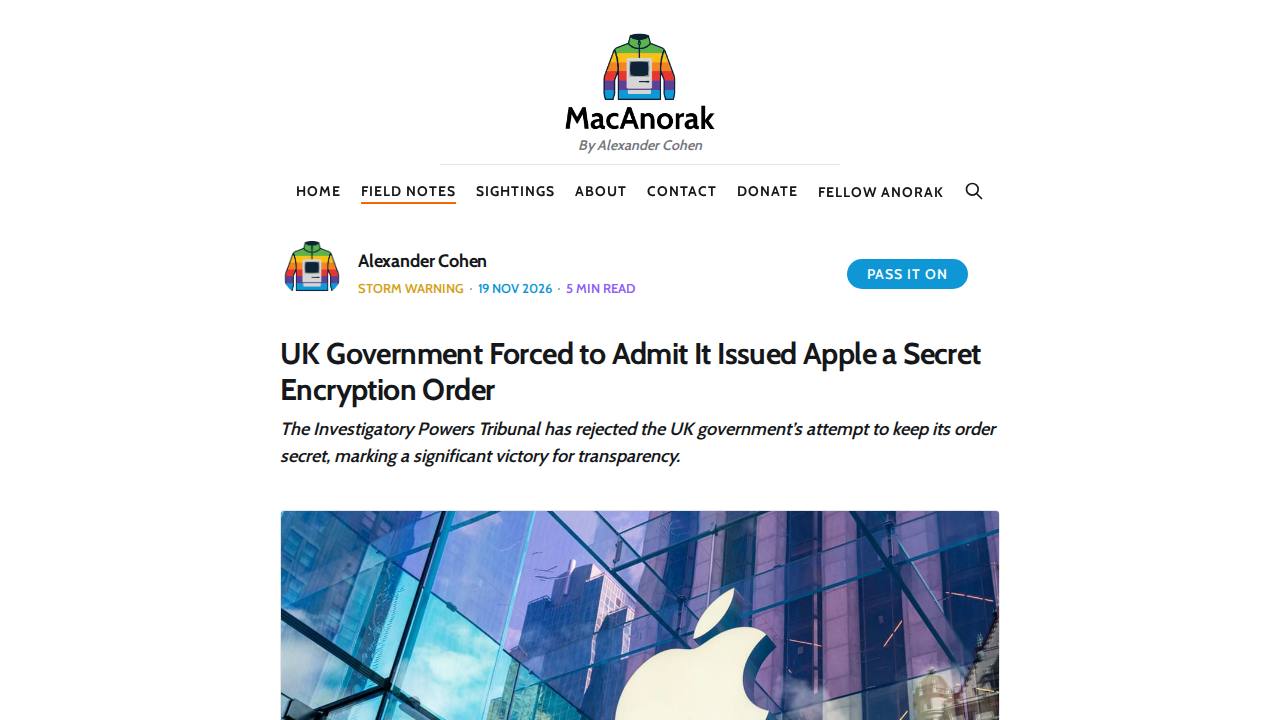 MacAnorak
By Alexander Cohen
HOME FIELD NOTES SIGHTINGS ABOUT CONTACT DONATE FELLOW ANORAK
Alexander Cohen
STORM WARNING · 19 NOV 2026 · 5 MIN READ
PASS IT ON
UK Government Forced to Admit It Issued Apple a Secret
Encryption Order
The Investigatory Powers Tribunal has rejected the UK government's attempt to keep its order
secret, marking a significant victory for transparency.